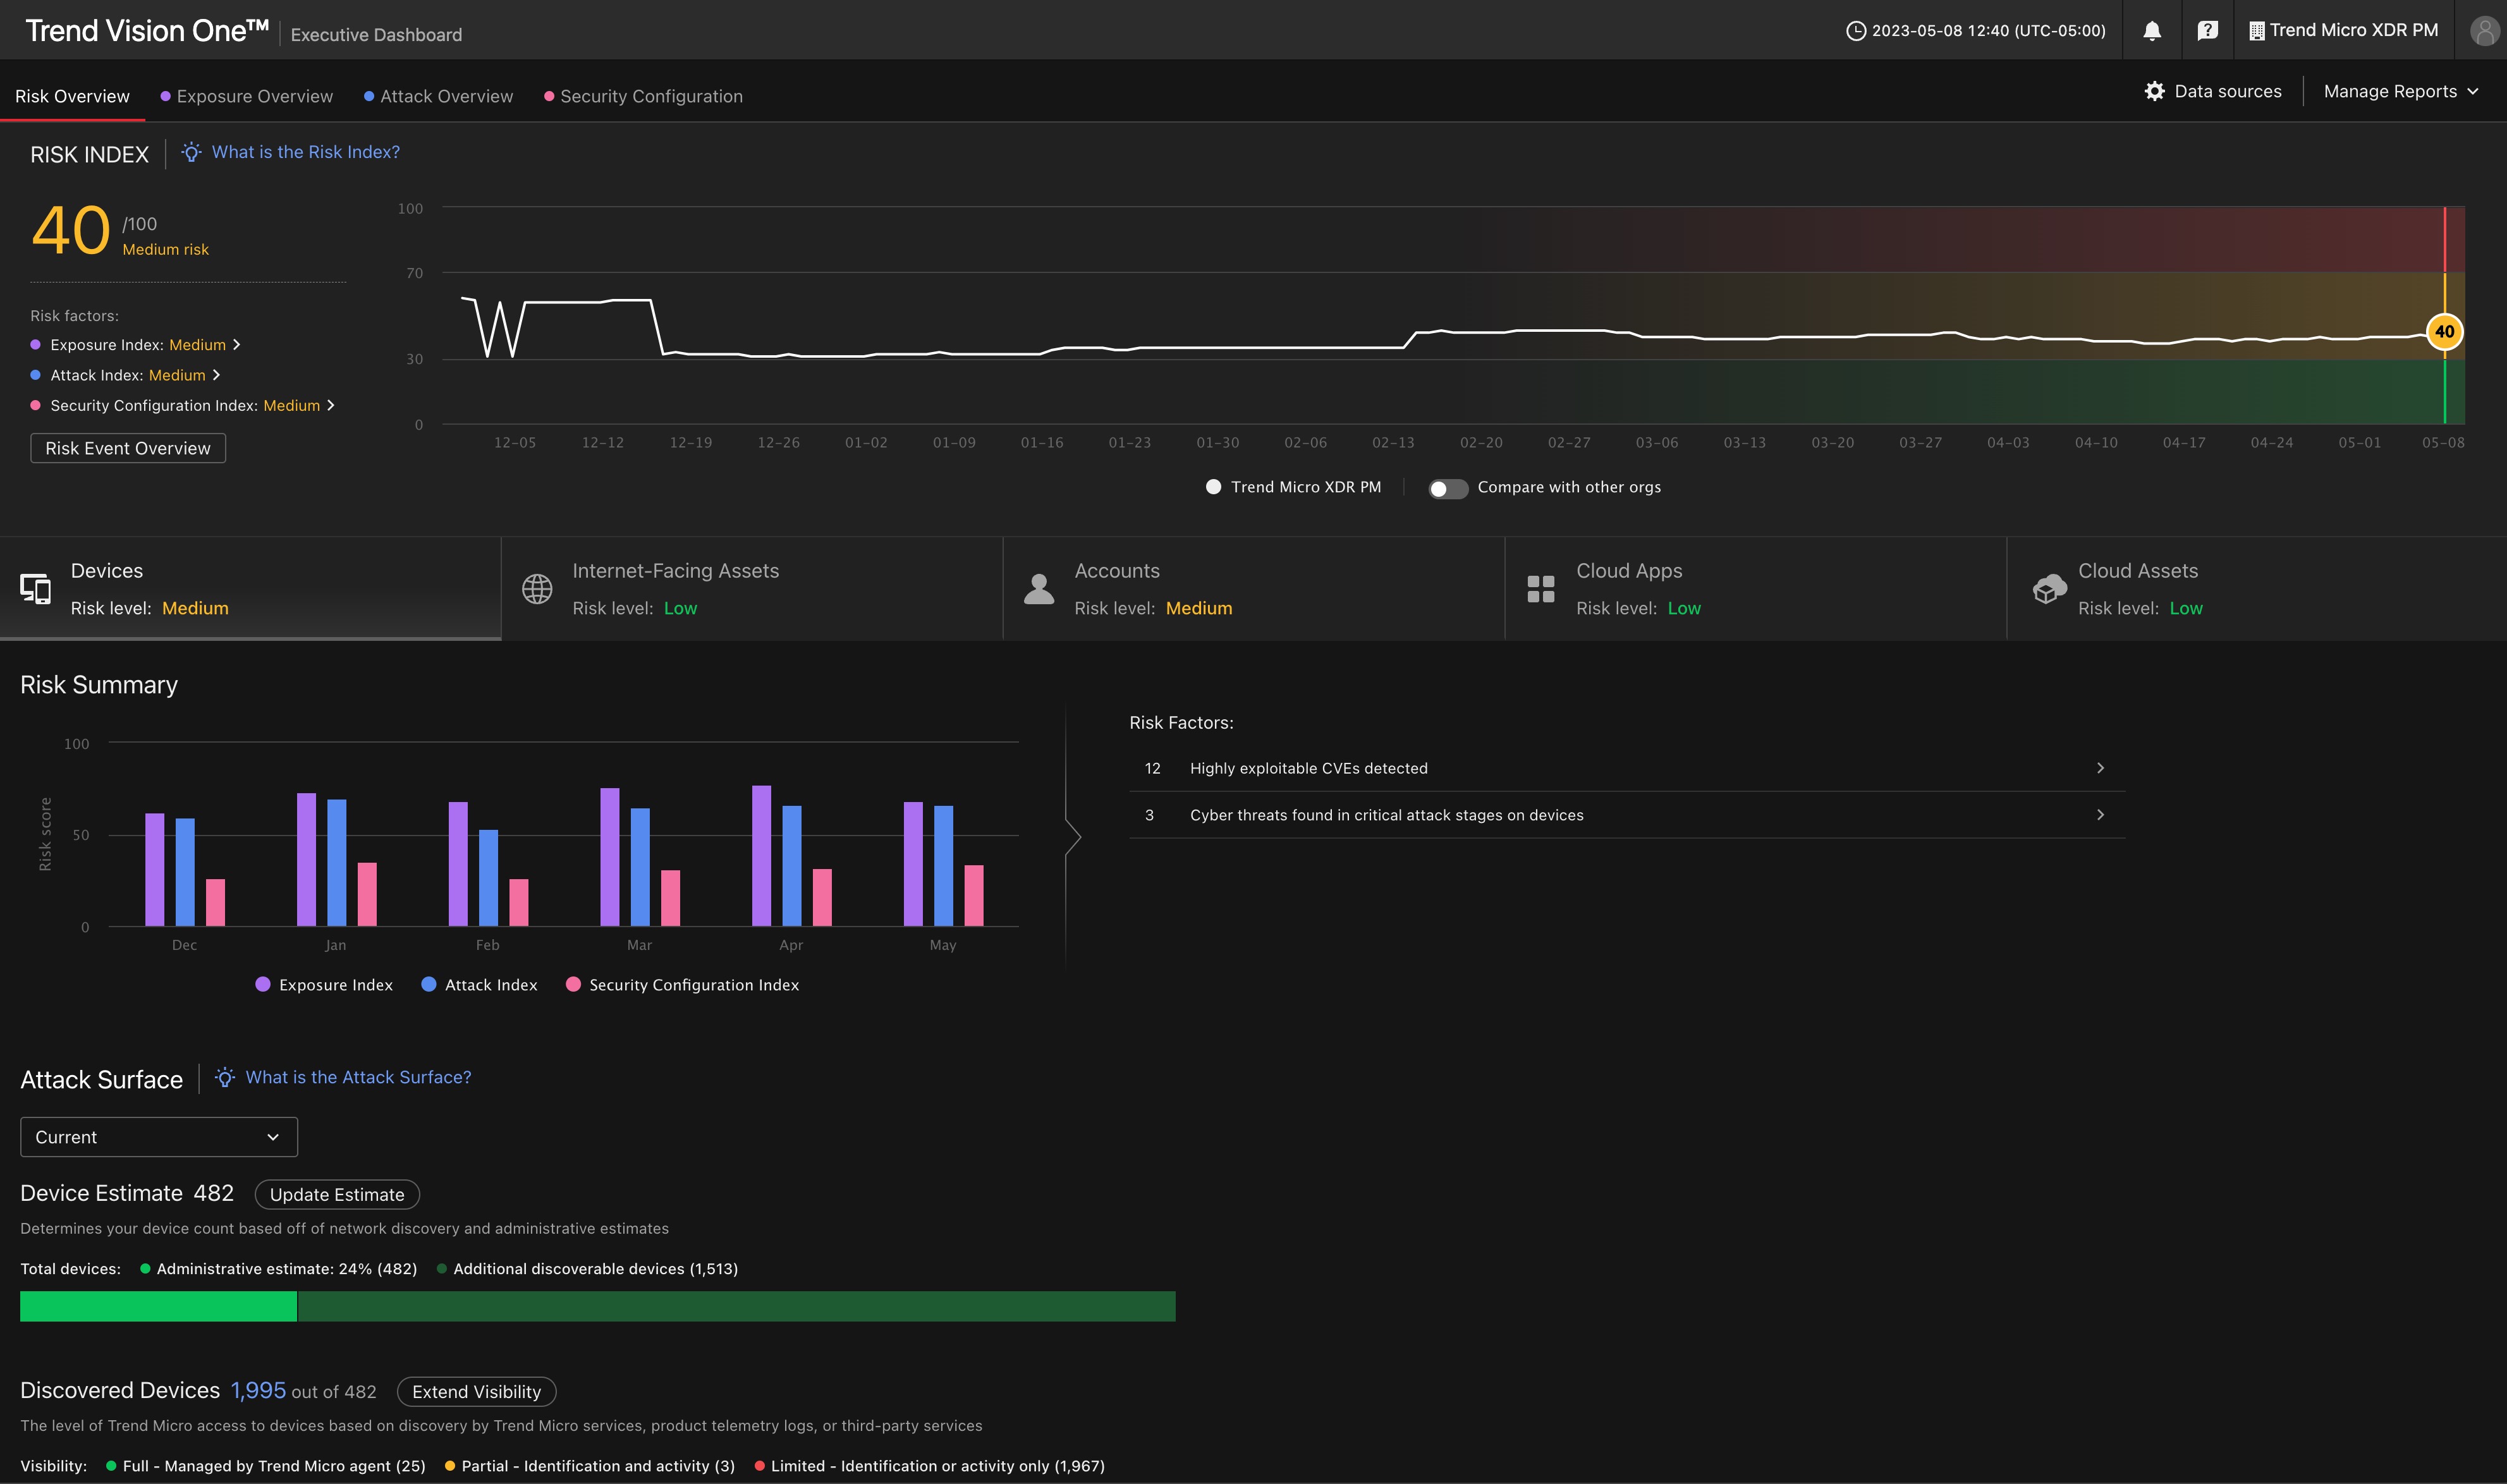 Trend Vision One™ Executive Dashboard
2023-05-08 12:40 (UTC-05:00)
Trend Micro XDR PM
Risk Overview
Exposure Overview
Attack Overview
Security Configuration
Data sources
Manage Reports
RISK INDEX
What is the Risk Index?
40 /100
Medium risk
Risk factors:
Exposure Index: Medium
Attack Index: Medium
Security Configuration Index: Medium
Risk Event Overview
100
70
30
0
40
12-05 12-12 12-19 12-26 01-02 01-09 01-16 01-23 01-30 02-06 02-13 02-20 02-27 03-06 03-13 03-20 03-27 04-03 04-10 04-17 04-24 05-01 05-08
Trend Micro XDR PM
Compare with other orgs
Devices
Risk level: Medium
Internet-Facing Assets
Risk level: Low
Accounts
Risk level: Medium
Cloud Apps
Risk level: Low
Cloud Assets
Risk level: Low
Risk Summary
Risk score
100
50
0
Dec Jan Feb Mar Apr May
Exposure Index Attack Index Security Configuration Index
Risk Factors:
12 Highly exploitable CVEs detected
3 Cyber threats found in critical attack stages on devices
Attack Surface
What is the Attack Surface?
Current
Device Estimate 482 Update Estimate
Determines your device count based off of network discovery and administrative estimates
Total devices: Administrative estimate: 24% (482) Additional discoverable devices (1,513)
Discovered Devices 1,995 out of 482 Extend Visibility
The level of Trend Micro access to devices based on discovery by Trend Micro services, product telemetry logs, or third-party services
Visibility: Full - Managed by Trend Micro agent (25) Partial - Identification and activity (3) Limited - Identification or activity only (1,967)